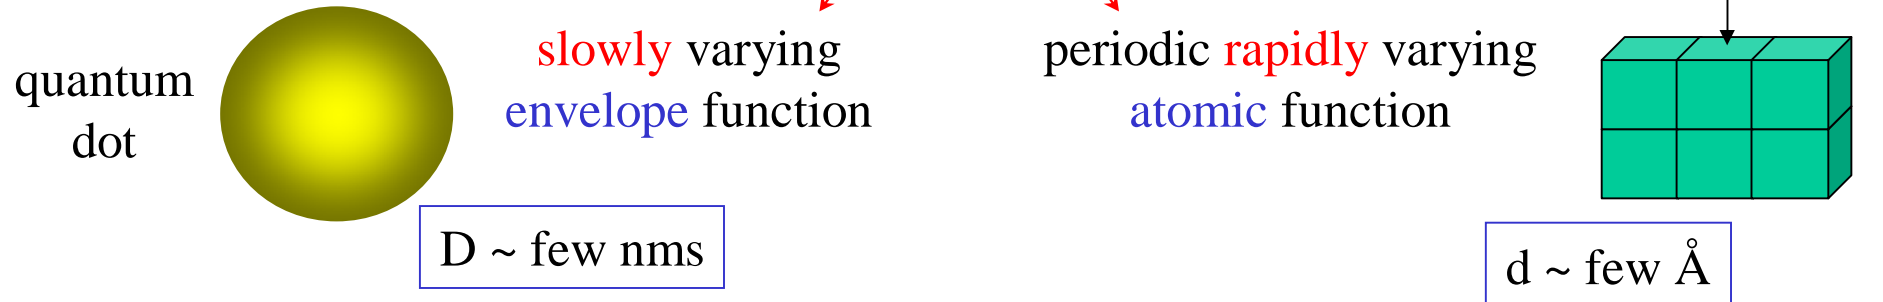 quantum
dot
slowly varying
envelope function
D ~ few nms
periodic rapidly varying
atomic function
d ~ few Å